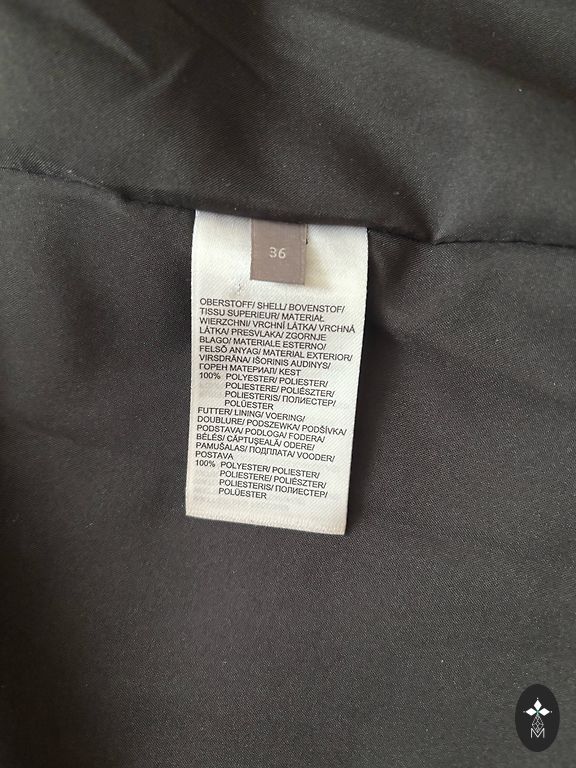 36
OBERSTOFF/ SHELL/ BOVENSTOF/
TISSU SUPERIEUR/ MATERIAŁ
WIERZCHNI/ VRCHNÍ LÁTKA/ VRCHNÁ
LÁTKA/ PRESVLAKA/ ZGORNJE
BLAGO/ MATERIALE ESTERNO/
FELSŐ ANYAG/ MATERIAL EXTERIOR/
VIRSDRĀNA/ IŠORINIS AUDINYS/
ГОРЕН МАТЕРИАЛ/ KEST
100% POLYESTER/ POLIESTER/
POLIESTERE/ POLIÉSZTER/
POLIESTERIS/ ПОЛИЕСТЕР/
POLÜESTER
FUTTER/ LINING/ VOERING/
DOUBLURE/ PODSZEWKA/ PODŠÍVKA/
PODSTAVA/ PODLOGA/ FODERA/
BÉLÉS/ CĂPTUŞEALĂ/ ODERE/
PAMUŠALAS/ ПОДПЛАТА/ VOODER/
POSTAVA
100% POLYESTER/ POLIESTER/
POLIESTERE/ POLIÉSZTER/
POLIESTERIS/ ПОЛИЕСТЕР/
POLÜESTER
M